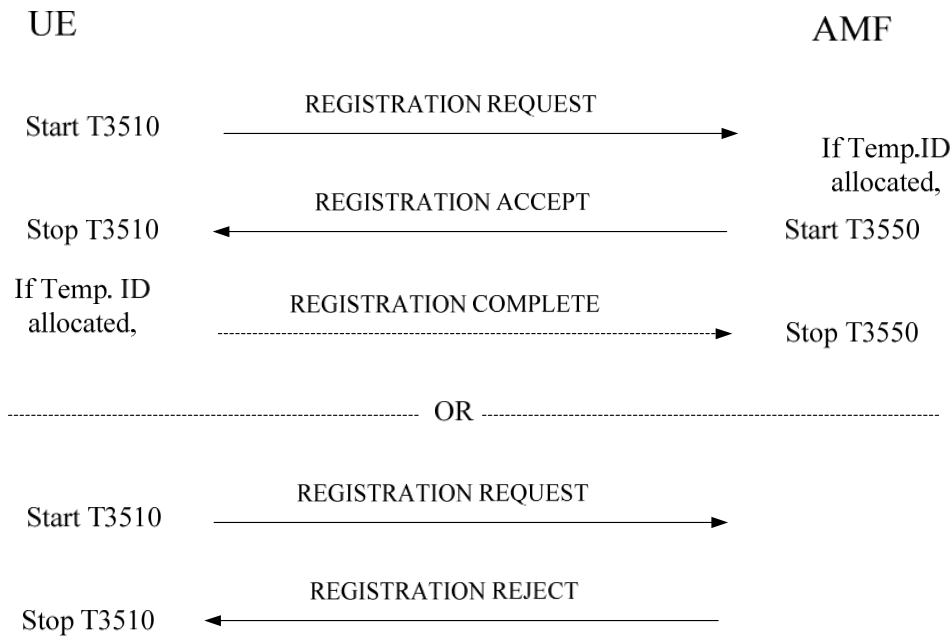 UE
AMF
REGISTRATION REQUEST
Start T3510
If Temp.ID
allocated,
REGISTRATION ACCEPT
Stop T3510
Start T3550
If Temp. ID
allocated,
REGISTRATION COMPLETE
Stop T3550
OR
REGISTRATION REQUEST
Start T3510
REGISTRATION REJECT
Stop T3510